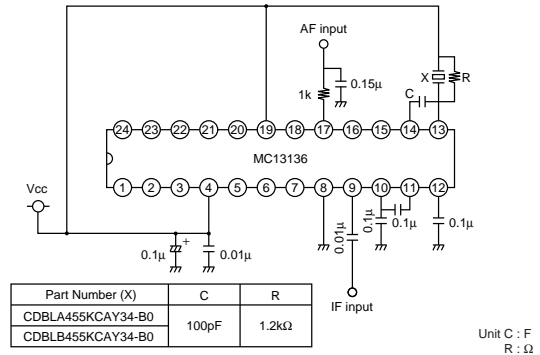 AF input
X
R
C
0.15µ
1k
24 23 22 21 20 19 18 17 16 15 14 13
MC13136
1 2 3 4 5 6 7 8 9 10 11 12
Vcc
+
0.1µ
0.01µ
0.01µ
0.1µ
0.1µ
0.1µ
IF input
Part Number (X) C R
CDBLA455KCAY34-B0 100pF 1.2kΩ
CDBLB455KCAY34-B0
Unit C : F
R : Ω